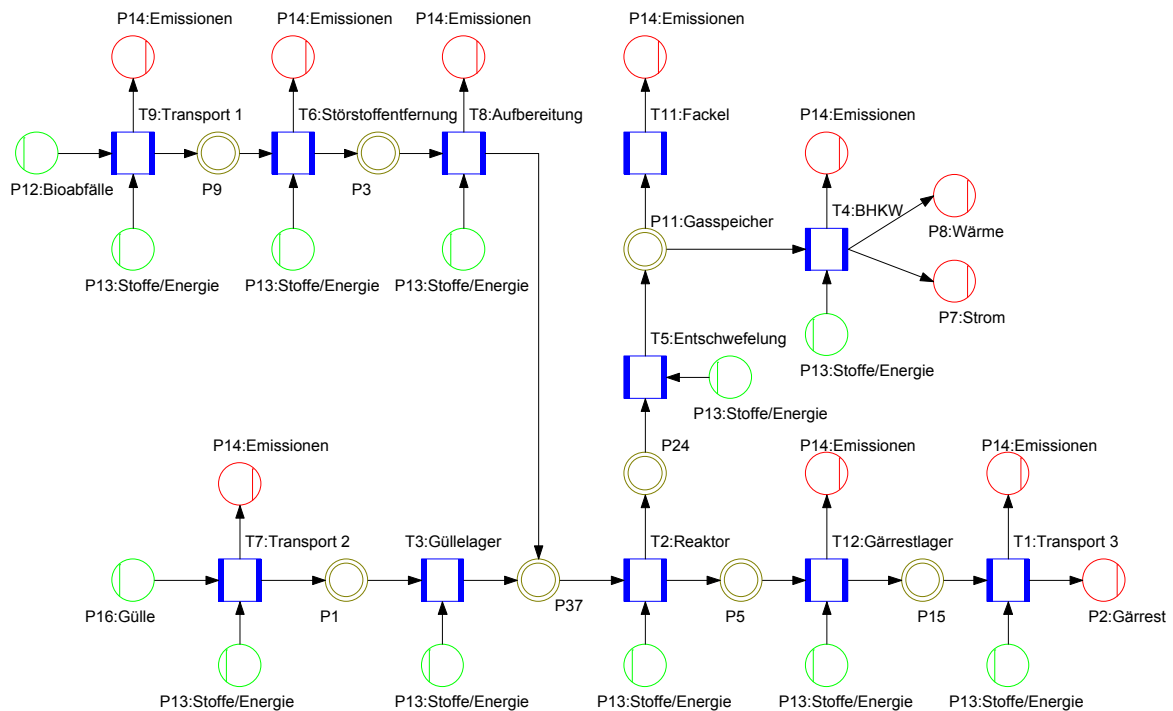 P14:Emissionen
P14:Emissionen
P14:Emissionen
P14:Emissionen
T9:Transport 1
T6:Störstoffentfernung
T8:Aufbereitung
T11:Fackel
P14:Emissionen
P12:Bioabfälle
P9
P3
P11:Gasspeicher
T4:BHKW
P8:Wärme
P13:Stoffe/Energie
P13:Stoffe/Energie
P13:Stoffe/Energie
P7:Strom
T5:Entschwefelung
P13:Stoffe/Energie
P13:Stoffe/Energie
P14:Emissionen
P24
P14:Emissionen
P14:Emissionen
T7:Transport 2
T3:Güllelager
T2:Reaktor
T12:Gärrestlager
T1:Transport 3
P16:Gülle
P1
P37
P5
P15
P2:Gärrest
P13:Stoffe/Energie
P13:Stoffe/Energie
P13:Stoffe/Energie
P13:Stoffe/Energie
P13:Stoffe/Energie